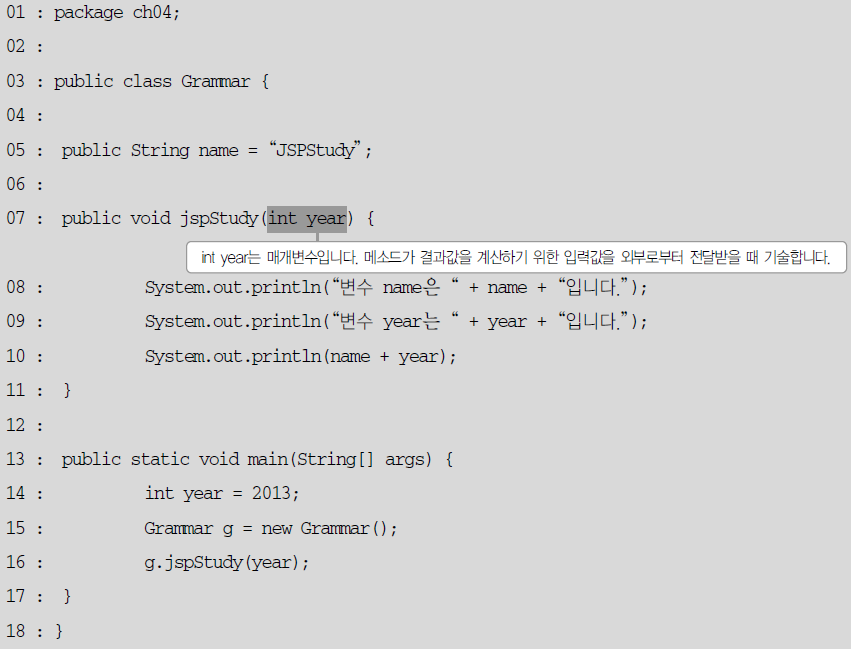 01 : package ch04;
02 :
03 : public class Grammar {
04 :
05 : public String name = “JSPStudy”;
06 :
07 : public void jspStudy(int year) {
int year는 매개변수입니다. 메소드가 결과값을 계산하기 위한 입력값을 외부로부터 전달받을 때 기술합니다.
08 : System.out.println(“변수 name은 “ + name + “입니다.”);
09 : System.out.println(“변수 year는 “ + year + “입니다.”);
10 : System.out.println(name + year);
11 : }
12 :
13 : public static void main(String[] args) {
14 : int year = 2013;
15 : Grammar g = new Grammar();
16 : g.jspStudy(year);
17 : }
18 : }